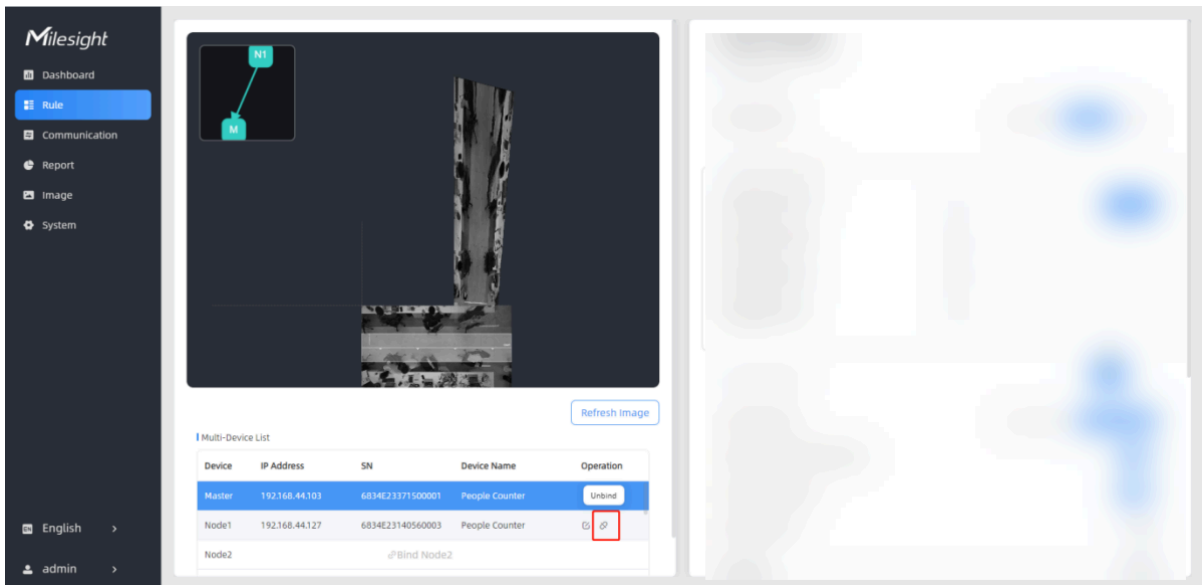 Milesight
Dashboard
Rule
Communication
Report
Image
System
English >
admin >
N1
M
Refresh Image
Multi-Device List
Device IP Address SN Device Name Operation
Master 192.168.44.103 6834E23371500001 People Counter Unbind
Node1 192.168.44.127 6834E23140560003 People Counter
Node2 Bind Node2